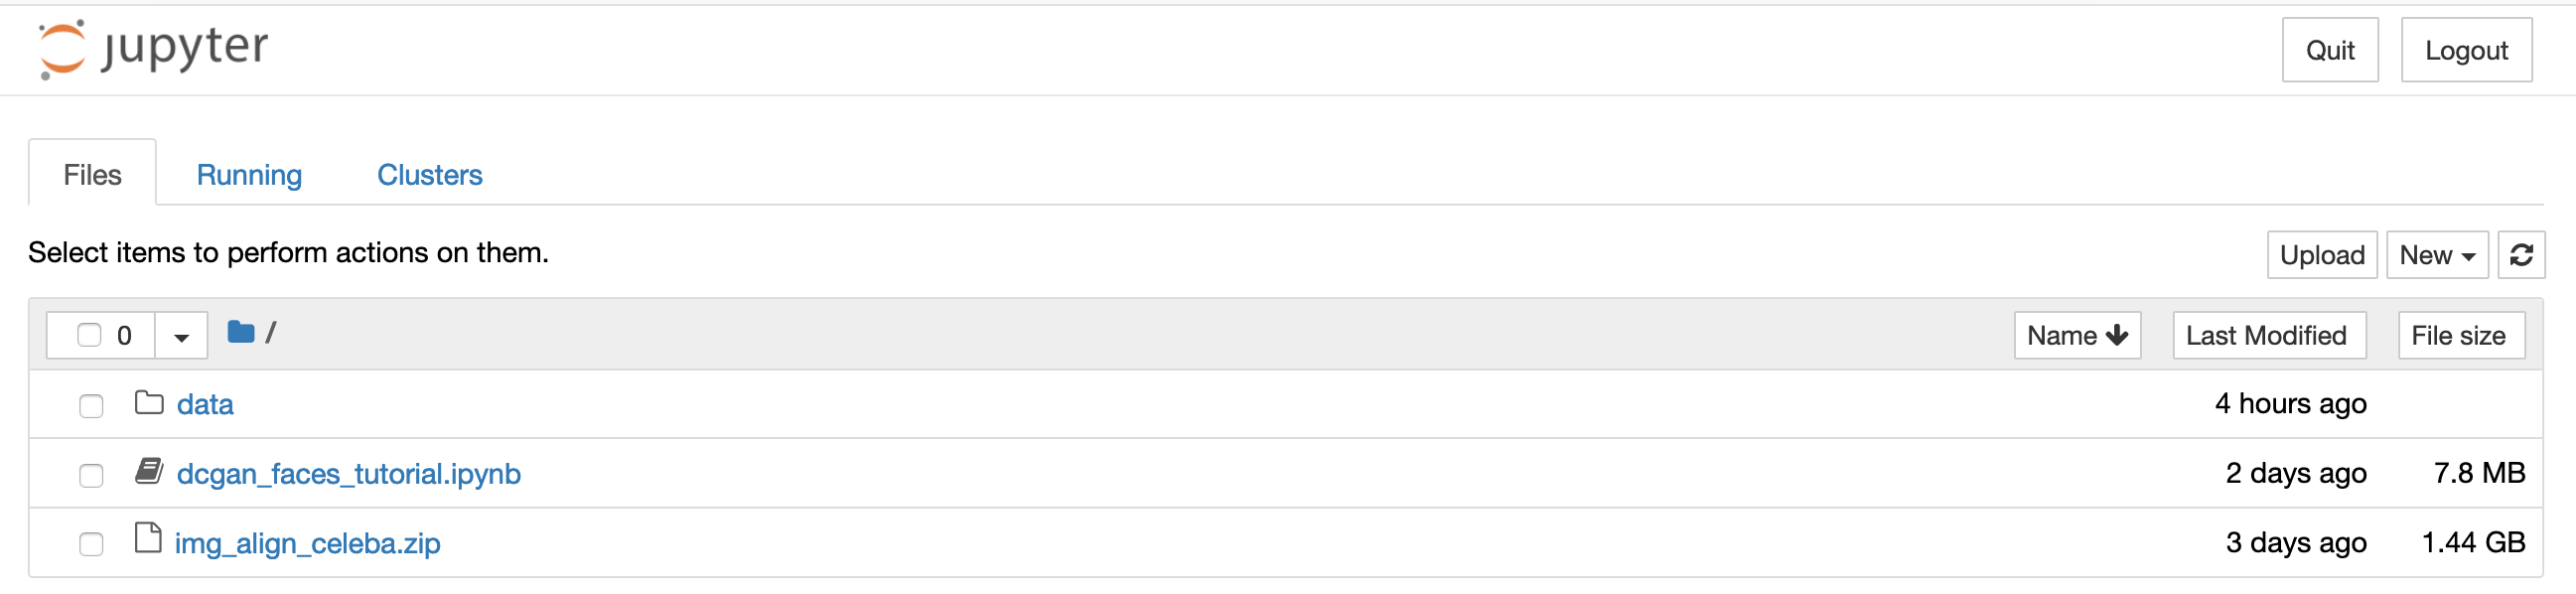 jupyter Quit Logout
Files Running Clusters
Select items to perform actions on them. Upload New
0 / Name Last Modified File size
data 4 hours ago
dcgan_faces_tutorial.ipynb 2 days ago 7.8 MB
img_align_celeba.zip 3 days ago 1.44 GB